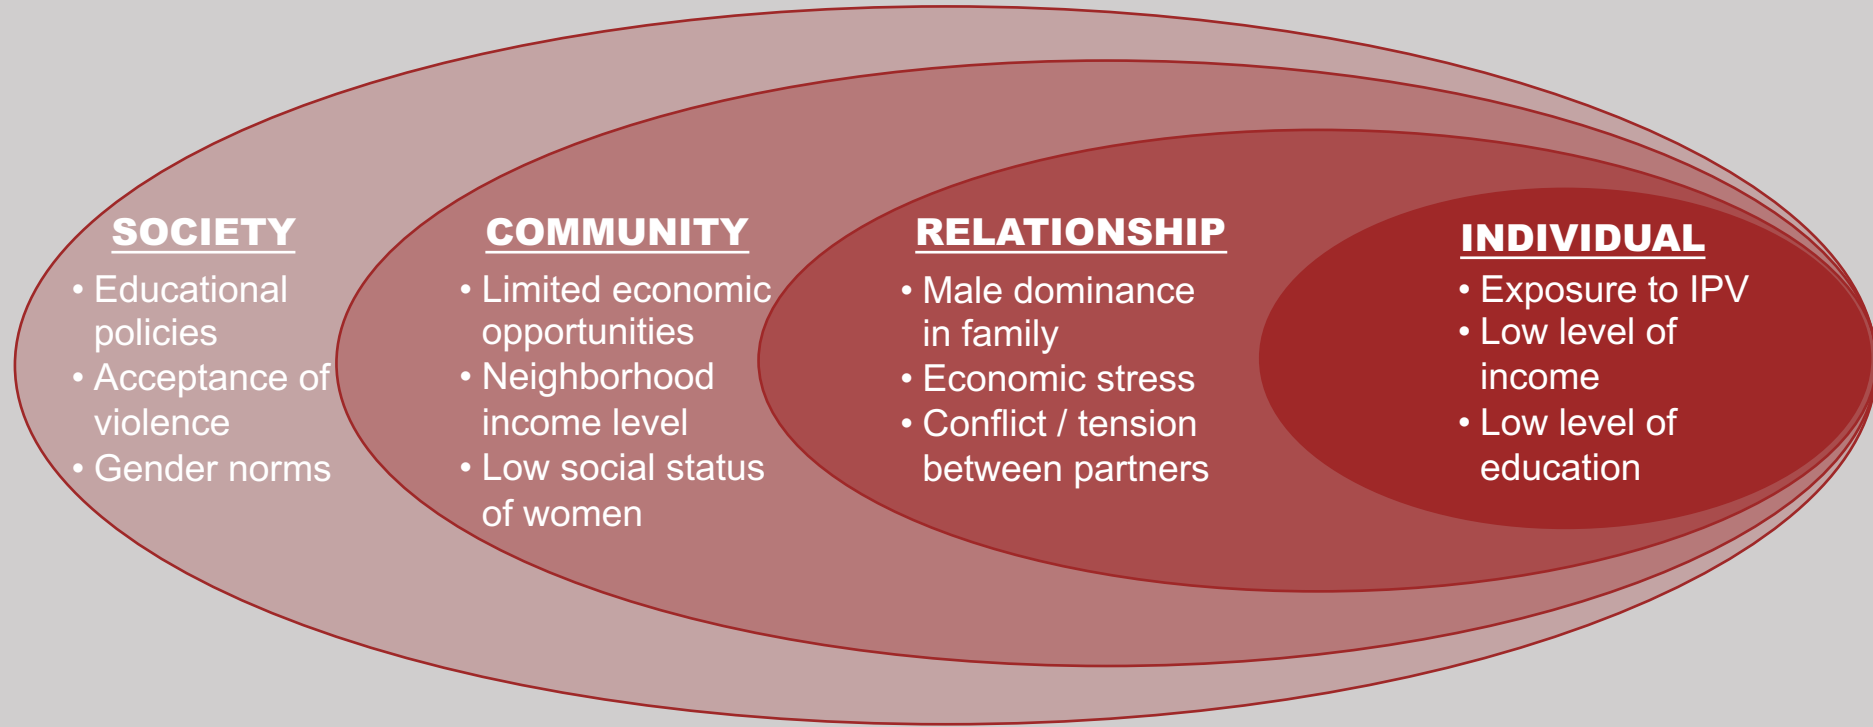 SOCIETY
• Educational
policies
• Acceptance of
violence
• Gender norms
COMMUNITY
• Limited economic
opportunities
• Neighborhood
income level
• Low social status
of women
RELATIONSHIP
• Male dominance
in family
• Economic stress
• Conflict / tension
between partners
INDIVIDUAL
• Exposure to IPV
• Low level of
income
• Low level of
education